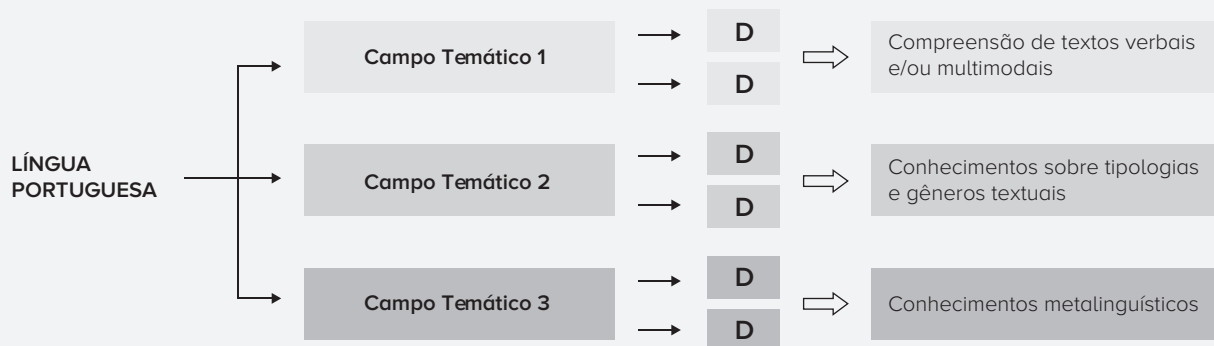 LÍNGUA
PORTUGUESA
Campo Temático 1
D
D
Compreensão de textos verbais
e/ou multimodais
Campo Temático 2
D
D
Conhecimentos sobre tipologias
e gêneros textuais
Campo Temático 3
D
D
Conhecimentos metalinguísticos